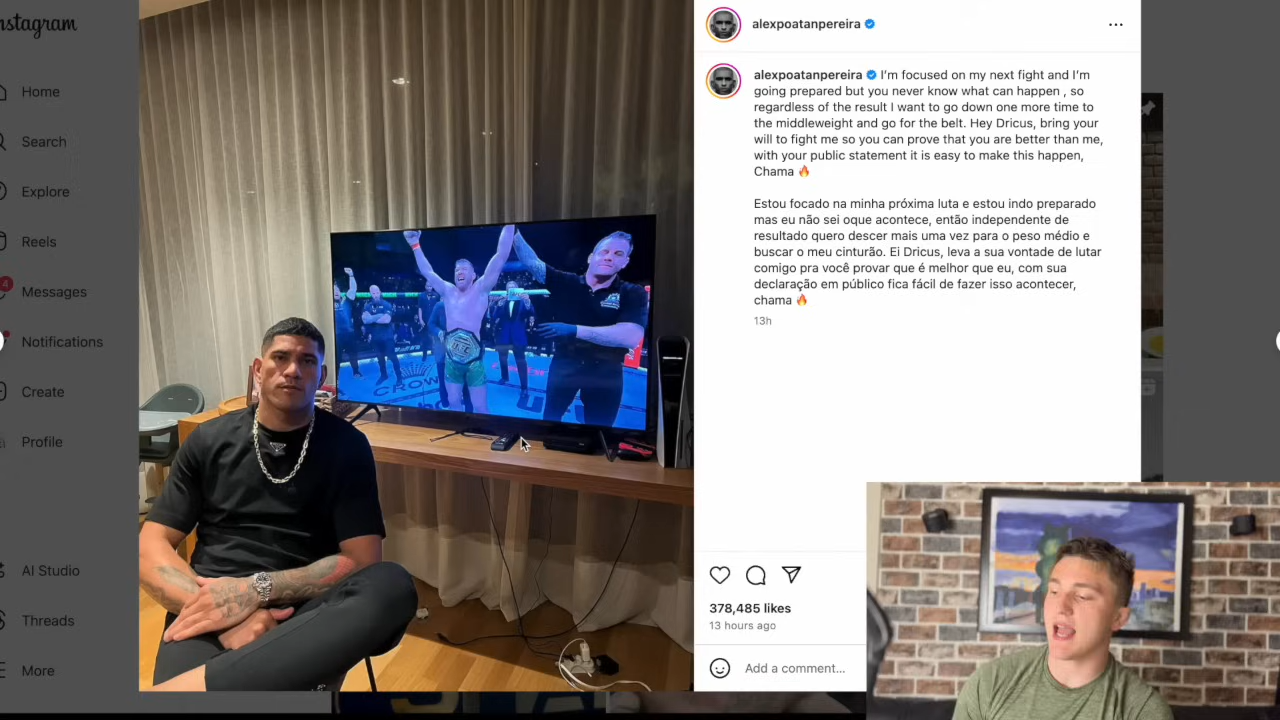 nstagram
Home
Search
Explore
Reels
4
Messages
Notifications
Create
Profile
AI Studio
Threads
More
CROW
alexpoatanpereira
alexpoatanpereira I'm focused on my next fight and I'm
going prepared but you never know what can happen , so
regardless of the result I want to go down one more time to
the middleweight and go for the belt. Hey Dricus, bring your
will to fight me so you can prove that you are better than me,
with your public statement it is easy to make this happen,
Chama 🔥
Estou focado na minha próxima luta e estou indo preparado
mas eu não sei oque acontece, então independente de
resultado quero descer mais uma vez para o peso médio e
buscar o meu cinturão. Ei Dricus, leva a sua vontade de lutar
comigo pra você provar que é melhor que eu, com sua
declaração em público fica fácil de fazer isso acontecer,
chama 🔥
13h
378,485 likes
13 hours ago
Add a comment...